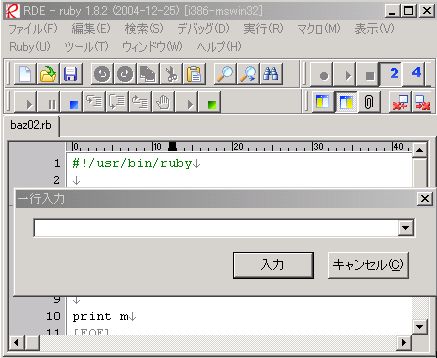 RDE - ruby 1.8.2 (2004-12-25) [i386-mswin32]
ファイル(F) 編集(E) 検索(S) デバッグ(D) 実行(R) マクロ(M) 表示(V)
Ruby(U) ツール(T) ウィンドウ(W) ヘルプ(H)
2 4
baz02.rb
0 10 20 30 40
1 #!/usr/bin/ruby↓
2 ↓
一行入力
入力 キャンセル(C)
9 ↓
10 print m↓
11 [EOF]